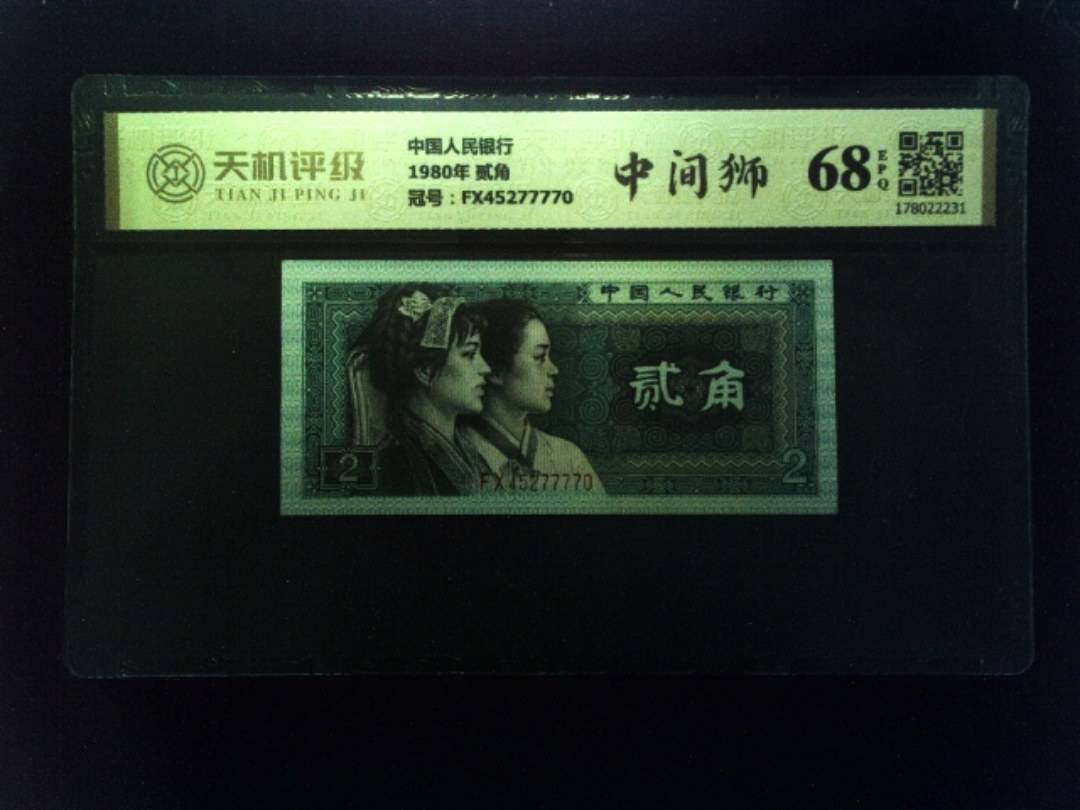 天机评级
TIAN JI PING JI
中国人民银行
1980年 贰角
冠号：FX45277770
中间狮
68
EPQ
178022231
中国人民银行
贰角
2
2
FX45277770